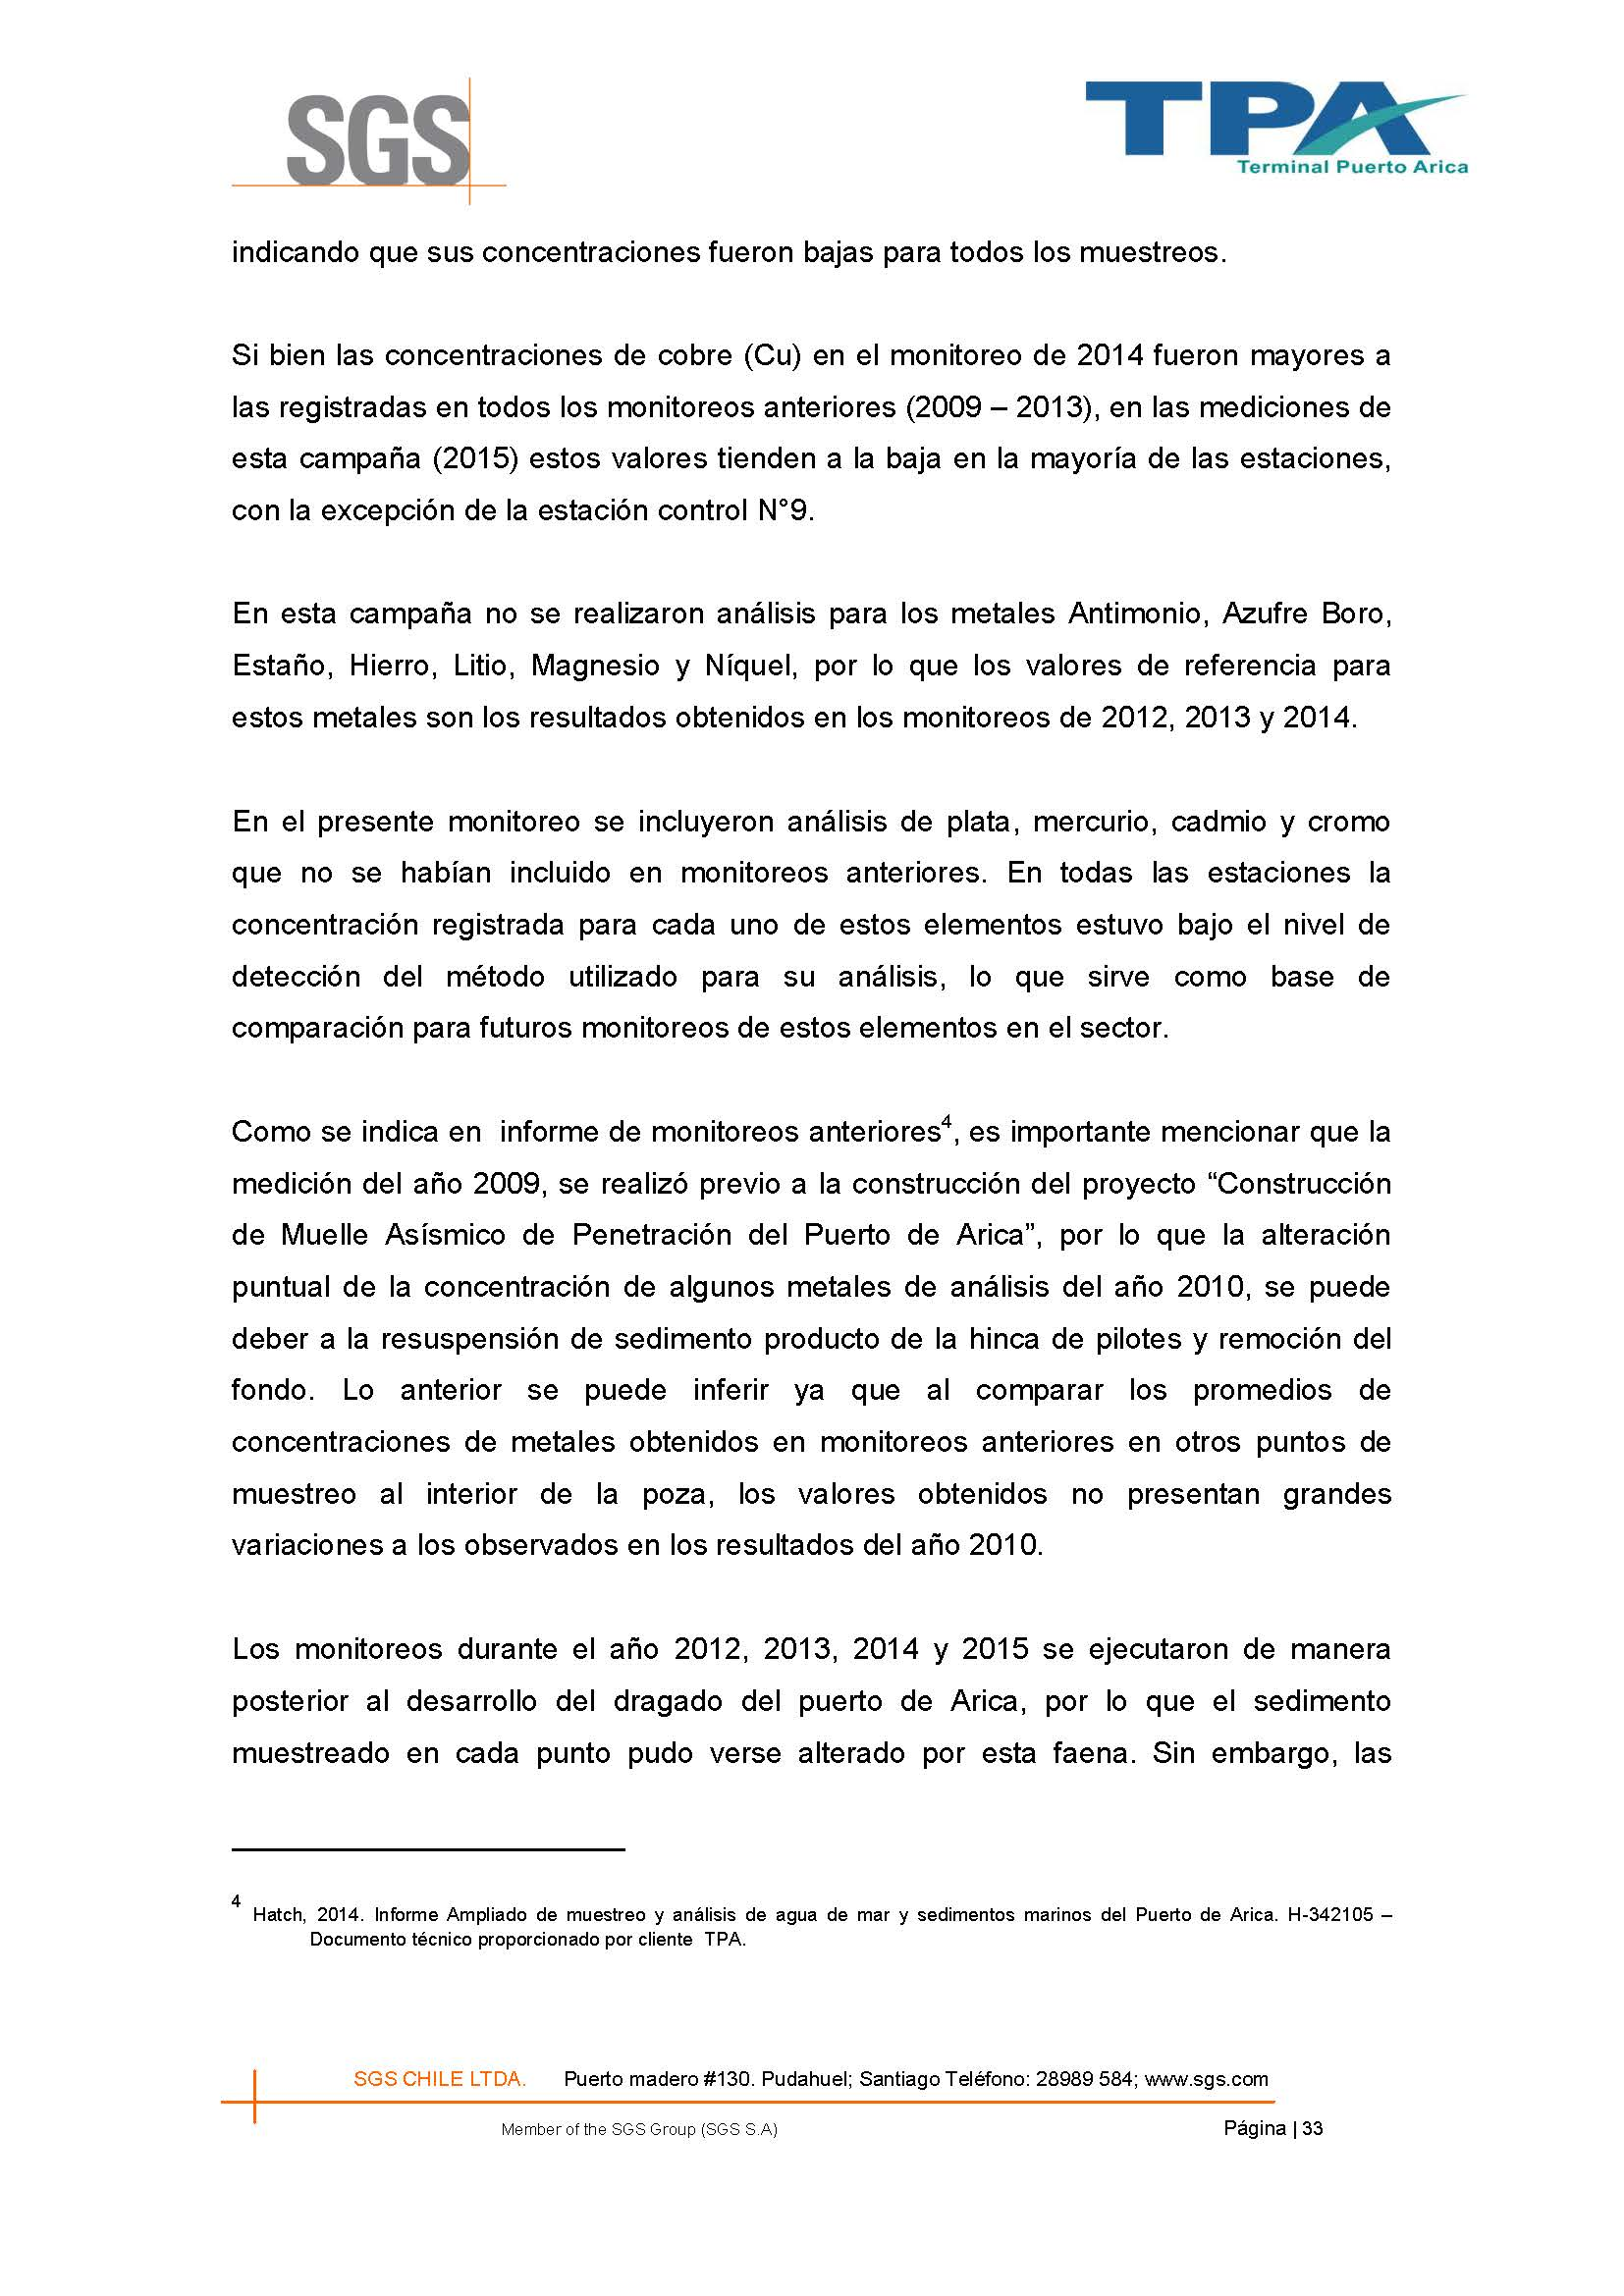 SGS
TPA
Terminal Puerto Arica
indicando que sus concentraciones fueron bajas para todos los muestreos.
Si bien las concentraciones de cobre (Cu) en el monitoreo de 2014 fueron mayores a
las registradas en todos los monitoreos anteriores (2009 – 2013), en las mediciones de
esta campaña (2015) estos valores tienden a la baja en la mayoría de las estaciones,
con la excepción de la estación control N°9.
En esta campaña no se realizaron análisis para los metales Antimonio, Azufre Boro,
Estaño, Hierro, Litio, Magnesio y Níquel, por lo que los valores de referencia para
estos metales son los resultados obtenidos en los monitoreos de 2012, 2013 y 2014.
En el presente monitoreo se incluyeron análisis de plata, mercurio, cadmio y cromo
que no se habían incluido en monitoreos anteriores. En todas las estaciones la
concentración registrada para cada uno de estos elementos estuvo bajo el nivel de
detección del método utilizado para su análisis, lo que sirve como base de
comparación para futuros monitoreos de estos elementos en el sector.
Como se indica en informe de monitoreos anteriores4, es importante mencionar que la
medición del año 2009, se realizó previo a la construcción del proyecto “Construcción
de Muelle Asísmico de Penetración del Puerto de Arica”, por lo que la alteración
puntual de la concentración de algunos metales de análisis del año 2010, se puede
deber a la resuspensión de sedimento producto de la hinca de pilotes y remoción del
fondo. Lo anterior se puede inferir ya que al comparar los promedios de
concentraciones de metales obtenidos en monitoreos anteriores en otros puntos de
muestreo al interior de la poza, los valores obtenidos no presentan grandes
variaciones a los observados en los resultados del año 2010.
Los monitoreos durante el año 2012, 2013, 2014 y 2015 se ejecutaron de manera
posterior al desarrollo del dragado del puerto de Arica, por lo que el sedimento
muestreado en cada punto pudo verse alterado por esta faena. Sin embargo, las
4 Hatch, 2014. Informe Ampliado de muestreo y análisis de agua de mar y sedimentos marinos del Puerto de Arica. H-342105 –
Documento técnico proporcionado por cliente TPA.
SGS CHILE LTDA. Puerto madero #130. Pudahuel; Santiago Teléfono: 28989 584; www.sgs.com
Member of the SGS Group (SGS S.A) Página | 33